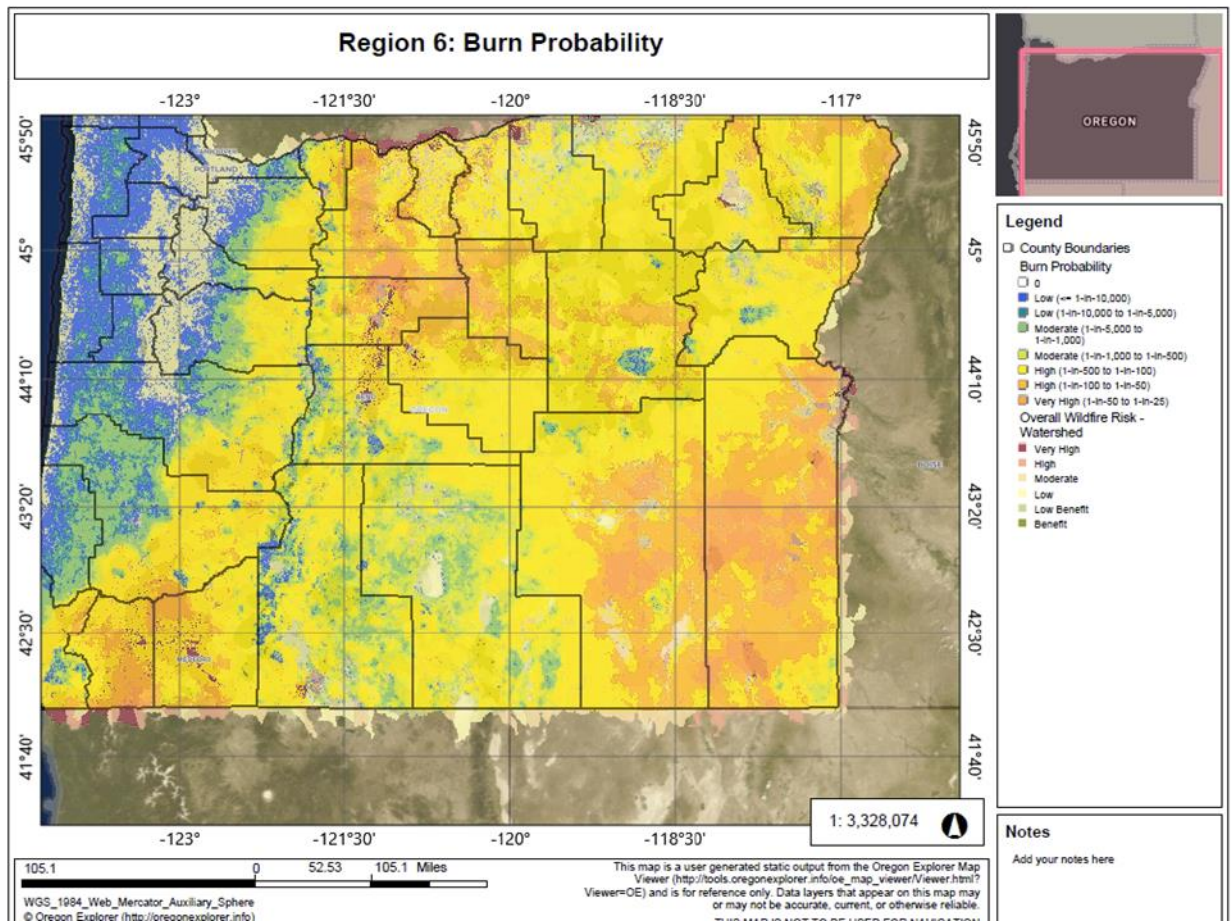 Region 6: Burn Probability
-123° -121°30' -120° -118°30' -117°
45°50' 45°50'
45° 45°
44°10' 44°10'
43°20' 43°20'
42°30' 42°30'
41°40' 41°40'
PORTLAND
BOISE
MEDFORD
-123° -121°30' -120° -118°30'
1: 3,328,074
OREGON
Legend
County Boundaries
Burn Probability
0
Low (<= 1-in-10,000)
Low (1-in-10,000 to 1-in-5,000)
Moderate (1-in-5,000 to
1-in-1,000)
Moderate (1-in-1,000 to 1-in-500)
High (1-in-500 to 1-in-100)
High (1-in-100 to 1-in-50)
Very High (1-in-50 to 1-in-25)
Overall Wildfire Risk -
Watershed
Very High
High
Moderate
Low
Low Benefit
Benefit
Notes
Add your notes here
105.1 0 52.53 105.1 Miles
WGS_1984_Web_Mercator_Auxiliary_Sphere
© Oregon Explorer (http://oregonexplorer.info)
This map is a user generated static output from the Oregon Explorer Map
Viewer (http://tools.oregonexplorer.info/oe_map_viewer/Viewer.html?
Viewer=OE) and is for reference only. Data layers that appear on this map may
or may not be accurate, current, or otherwise reliable.
THIS MAP IS NOT TO BE USED FOR NAVIGATION